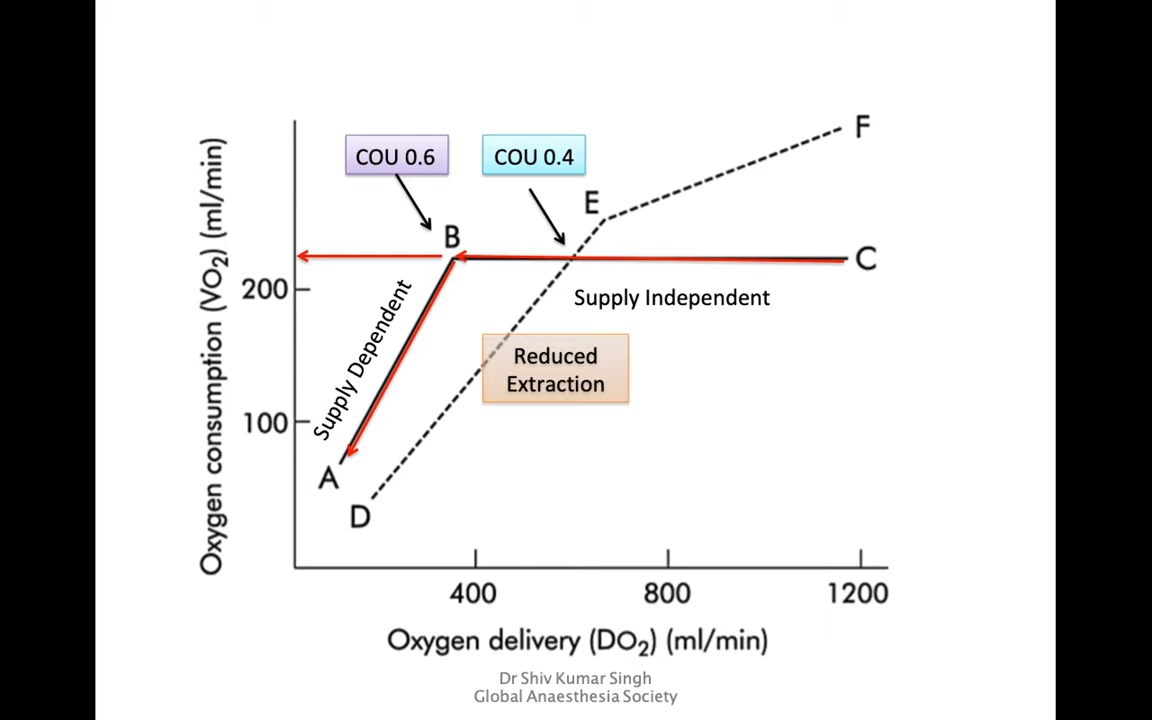 COU 0.6
COU 0.4
F
E
B
C
Oxygen consumption (VO₂) (ml/min)
200
100
Supply Dependent
Supply Independent
Reduced
Extraction
A
D
400
800
1200
Oxygen delivery (DO₂) (ml/min)
Dr Shiv Kumar Singh
Global Anaesthesia Society